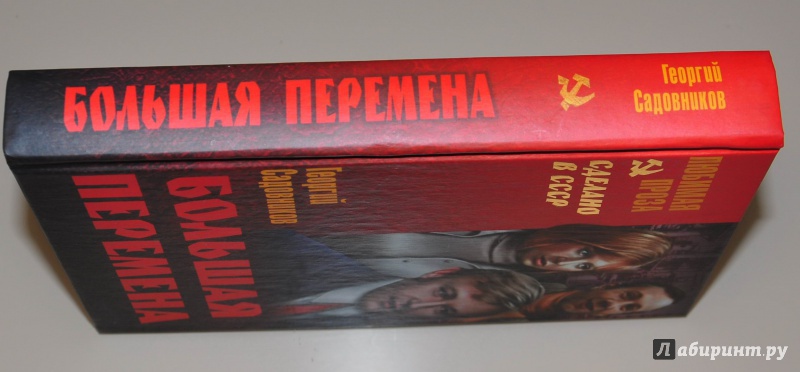 БОЛЬШАЯ ПЕРЕМЕНА
Георгий
Садовников
ЛЮБИМАЯ
ПРОЗА
СДЕЛАНО
В СССР
Георгий
Садовников
БОЛЬШАЯ
ПЕРЕМЕНА
Лабиринт.ру